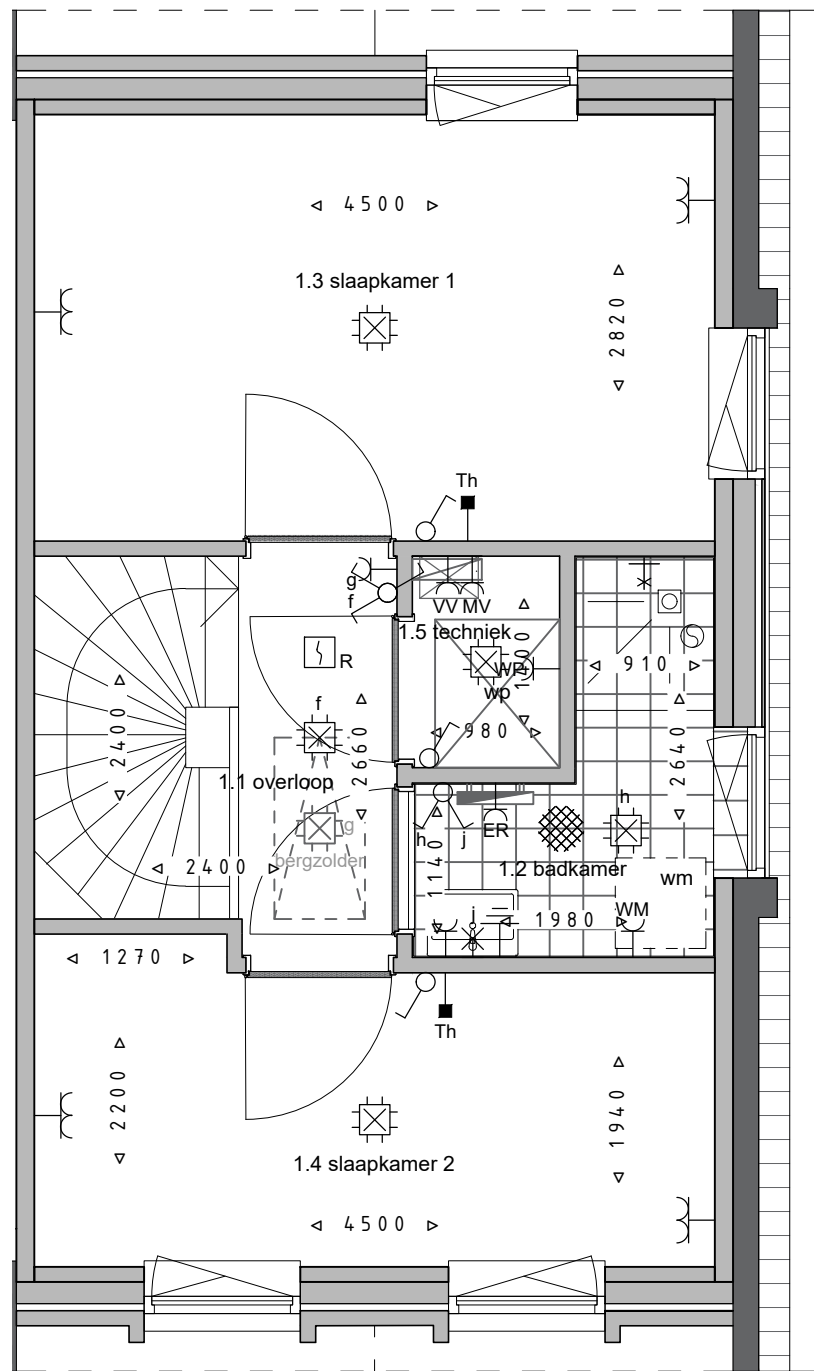 4500
1.3 slaapkamer 1
2820
Th
g
f
VV MV
1.5 techniek
1400
R
WP
wp
910
f
980
2400
2660
2640
1.1 overloop
h
g
h
j
ER
bergzolder
1140
1.2 badkamer
2400
wm
WM
j
1980
1270
Th
2200
1940
1.4 slaapkamer 2
4500